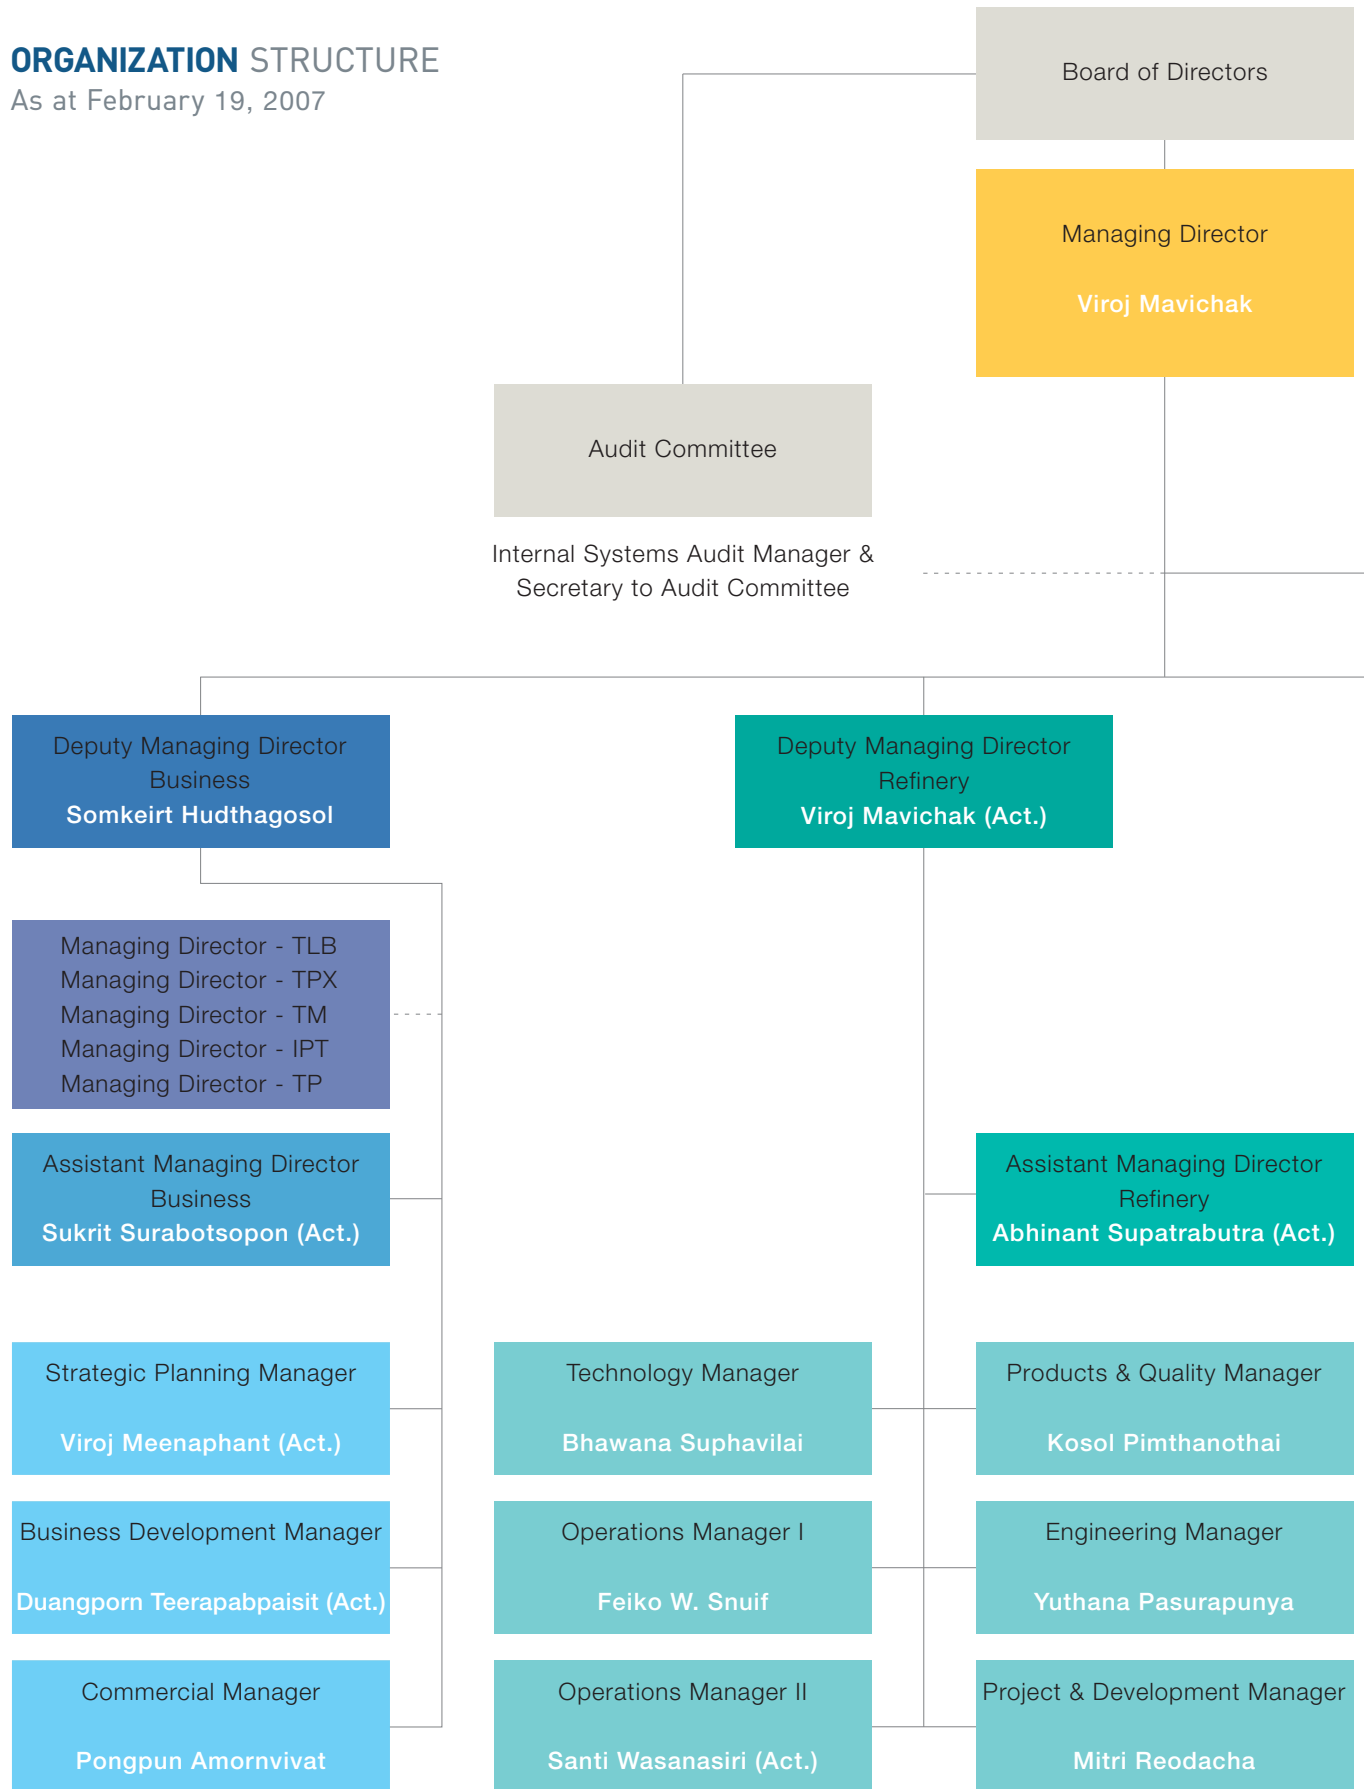 ORGANIZATION STRUCTURE
As at February 19, 2007
Board of Directors
Managing Director
Viroj Mavichak
Audit Committee
Internal Systems Audit Manager &
Secretary to Audit Committee
Deputy Managing Director
Business
Somkeirt Hudthagosol
Deputy Managing Director
Refinery
Viroj Mavichak (Act.)
Managing Director - TLB
Managing Director - TPX
Managing Director - TM
Managing Director - IPT
Managing Director - TP
Assistant Managing Director
Business
Sukrit Surabotsopon (Act.)
Assistant Managing Director
Refinery
Abhinant Supatrabutra (Act.)
Strategic Planning Manager
Viroj Meenaphant (Act.)
Technology Manager
Bhawana Suphavilai
Products & Quality Manager
Kosol Pimthanothai
Business Development Manager
Duangporn Teerapabpaisit (Act.)
Operations Manager I
Feiko W. Snuif
Engineering Manager
Yuthana Pasurapunya
Commercial Manager
Pongpun Amornvivat
Operations Manager II
Santi Wasanasiri (Act.)
Project & Development Manager
Mitri Reodacha